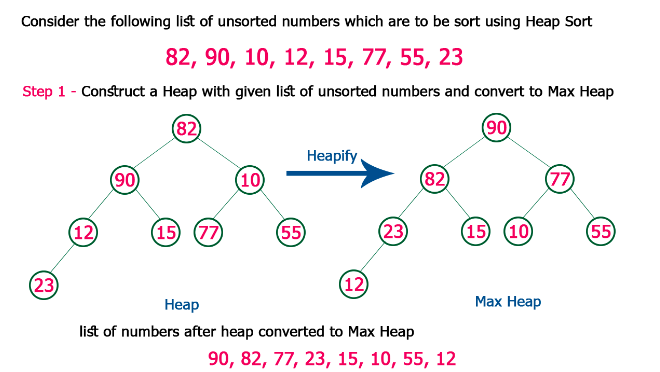 Consider the following list of unsorted numbers which are to be sort using Heap Sort
82, 90, 10, 12, 15, 77, 55, 23
Step 1 - Construct a Heap with given list of unsorted numbers and convert to Max Heap
82
90
10
12
15
77
55
23
Heap
Heapify
90
82
77
23
15
10
55
12
Max Heap
list of numbers after heap converted to Max Heap
90, 82, 77, 23, 15, 10, 55, 12